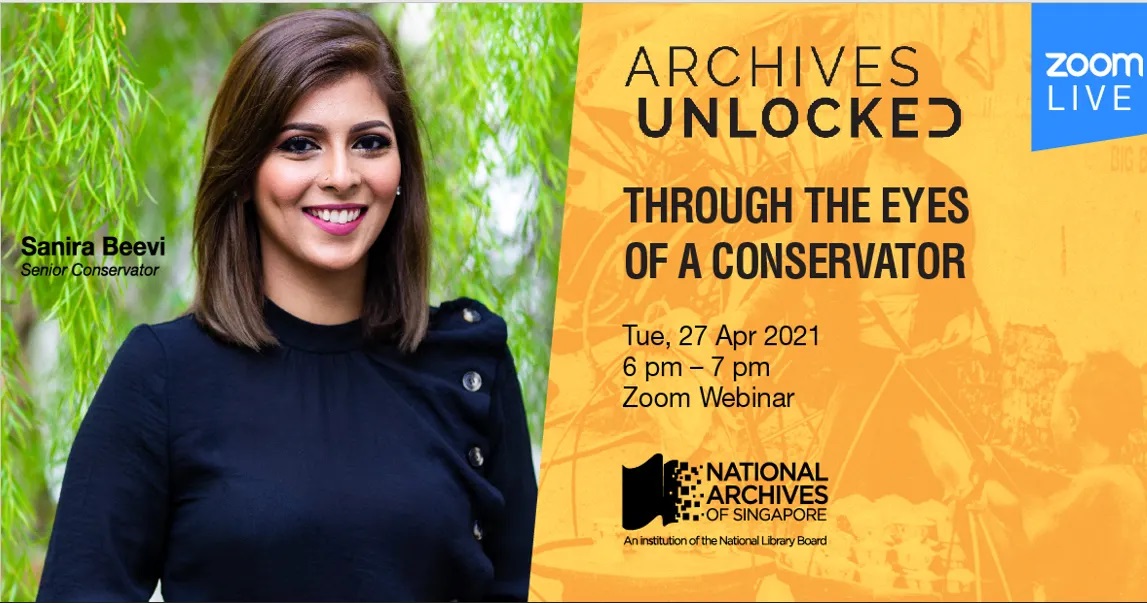 Sanira Beevi
Senior Conservator
ARCHIVES
UNLOCKED
zoom
LIVE
THROUGH THE EYES
OF A CONSERVATOR
Tue, 27 Apr 2021
6 pm – 7 pm
Zoom Webinar
NATIONAL
ARCHIVES
OF SINGAPORE
An institution of the National Library Board